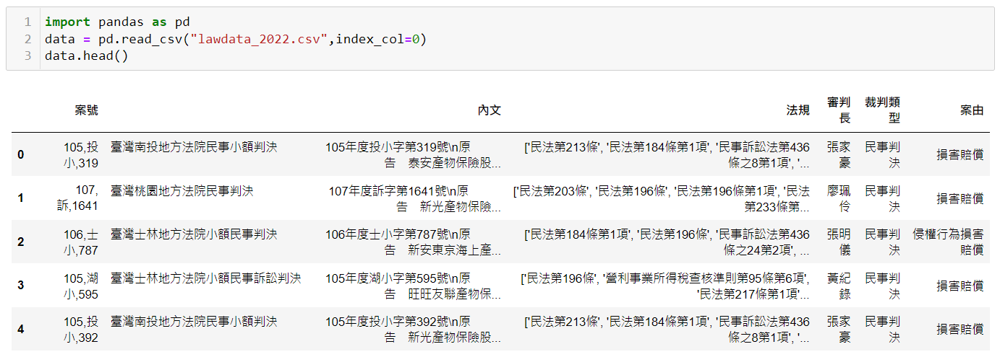 1 import pandas as pd
2 data = pd.read_csv("lawdata_2022.csv",index_col=0)
3 data.head()
案號 內文 法規 審判長 裁判類型 案由
0 105,投小,319 臺灣南投地方法院民事小額判決 105年度投小字第319號\n原告 泰安產物保險股... ['民法第213條', '民法第184條第1項', '民事訴訟法第436條之8第1項', '... 張家豪 民事判決 損害賠償
1 107,訴,1641 臺灣桃園地方法院民事判決 107年度訴字第1641號\n原告 新光產物保險... ['民法第203條', '民法第196條', '民法第196條第1項', '民法第233條第... 廖珮伶 民事判決 損害賠償
2 106,士小,787 臺灣士林地方法院小額民事判決 106年度士小字第787號\n原告 新安東京海上產... ['民法第184條第1項', '民法第196條', '民事訴訟法第436條之24第2項', ... 張明儀 民事判決 侵權行為損害賠償
3 105,湖小,595 臺灣士林地方法院小額民事訴訟判決 105年度湖小字第595號\n原告 旺旺友聯產物保... ['民法第196條', '營利事業所得稅查核準則第95條第6項', '民法第217條第1項'... 黃紀錄 民事判決 損害賠償
4 105,投小,392 臺灣南投地方法院民事小額判決 105年度投小字第392號\n原告 新光產物保險股... ['民法第213條', '民法第184條第1項', '民事訴訟法第436條之8第1項', '... 張家豪 民事判決 損害賠償